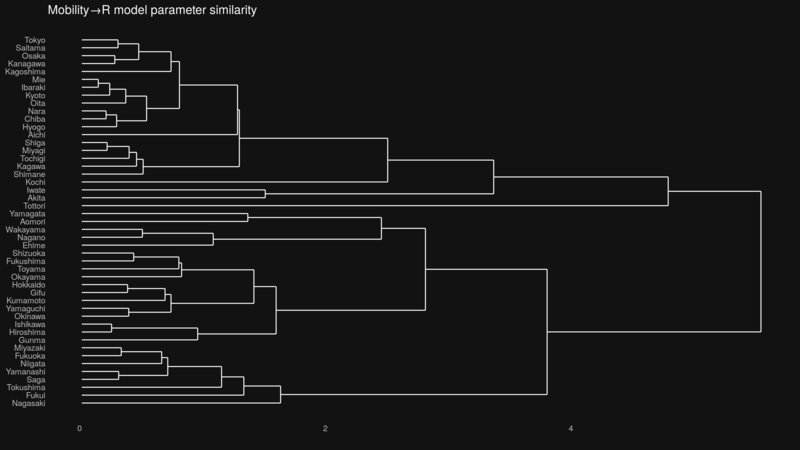 Mobility→R model parameter similarity
Tokyo
Saitama
Osaka
Kanagawa
Kagoshima
Mie
Ibaraki
Kyoto
Oita
Nara
Chiba
Hyogo
Aichi
Shiga
Miyagi
Tochigi
Kagawa
Shimane
Kochi
Iwate
Akita
Tottori
Yamagata
Aomori
Wakayama
Nagano
Ehime
Shizuoka
Fukushima
Toyama
Okayama
Hokkaido
Gifu
Kumamoto
Yamaguchi
Okinawa
Ishikawa
Hiroshima
Gunma
Miyazaki
Fukuoka
Niigata
Yamanashi
Saga
Tokushima
Fukui
Nagasaki
0 2 4